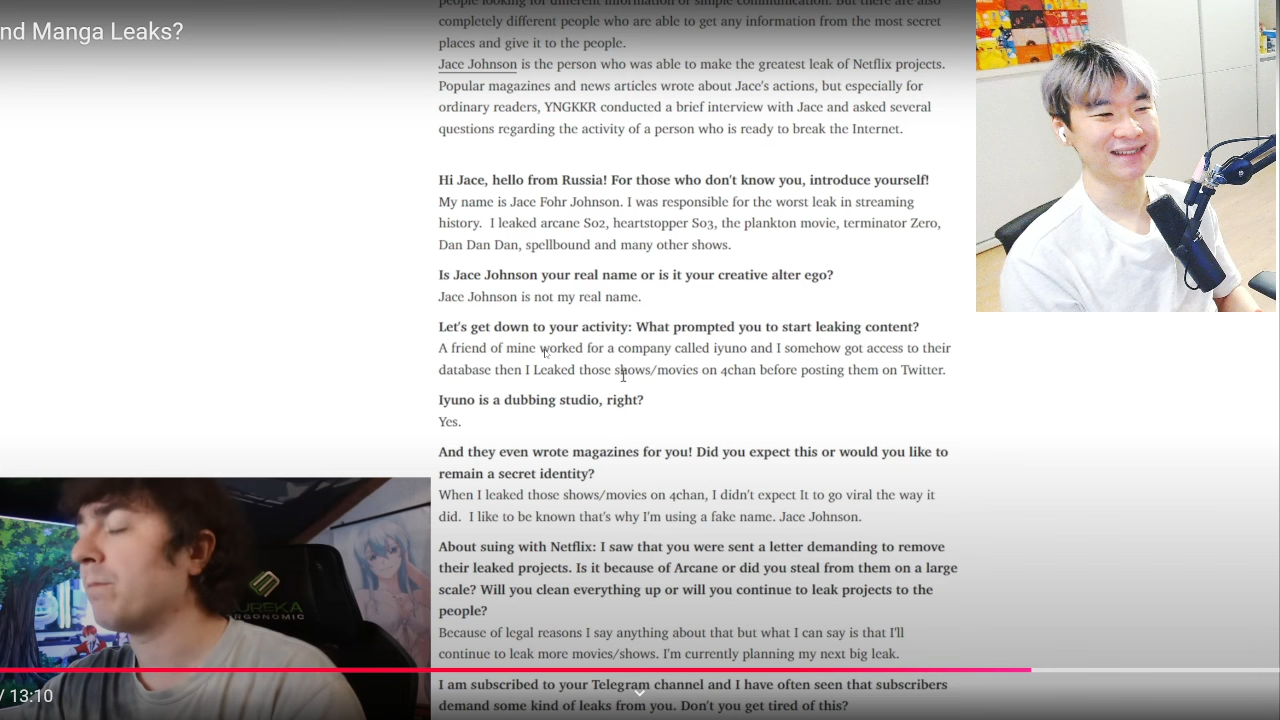 nd Manga Leaks?
people looking for different information or simple communication. But there are also
completely different people who are able to get any information from the most secret
places and give it to the people.
Jace Johnson is the person who was able to make the greatest leak of Netflix projects.
Popular magazines and news articles wrote about Jace's actions, but especially for
ordinary readers, YNGKKR conducted a brief interview with Jace and asked several
questions regarding the activity of a person who is ready to break the Internet.
Hi Jace, hello from Russia! For those who don't know you, introduce yourself!
My name is Jace Fohr Johnson. I was responsible for the worst leak in streaming
history.  I leaked arcane S02, heartstopper S03, the plankton movie, terminator Zero,
Dan Dan Dan, spellbound and many other shows.
Is Jace Johnson your real name or is it your creative alter ego?
Jace Johnson is not my real name.
Let's get down to your activity: What prompted you to start leaking content?
A friend of mine worked for a company called iyuno and I somehow got access to their
database then I Leaked those shows/movies on 4chan before posting them on Twitter.
Iyuno is a dubbing studio, right?
Yes.
And they even wrote magazines for you! Did you expect this or would you like to
remain a secret identity?
When I leaked those shows/movies on 4chan, I didn't expect It to go viral the way it
did.  I like to be known that's why I'm using a fake name. Jace Johnson.
About suing with Netflix: I saw that you were sent a letter demanding to remove
their leaked projects. Is it because of Arcane or did you steal from them on a large
scale? Will you clean everything up or will you continue to leak projects to the
people?
Because of legal reasons I say anything about that but what I can say is that I'll
continue to leak more movies/shows. I'm currently planning my next big leak.
I am subscribed to your Telegram channel and I have often seen that subscribers
demand some kind of leaks from you. Don't you get tired of this?
EUREKA
ERGONOMIC
/ 13:10